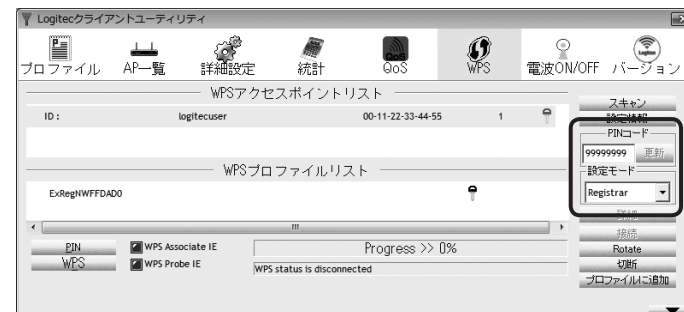 Logitecクライアントユーティリティ
プロファイル AP一覧 詳細設定 統計 QoS WPS 電波ON/OFF バージョン
WPSアクセスポイントリスト
ID : logitecuser 00-11-22-33-44-55 1
WPSプロファイルリスト
ExRegNWFFDAD0
スキャン
設定情報
PINコード
99999999 更新
設定モード
Registrar
詳細
接続
Rotate
切断
プロファイルに追加
PIN WPS Associate IE Progress >> 0%
WPS WPS Probe IE WPS status is disconnected